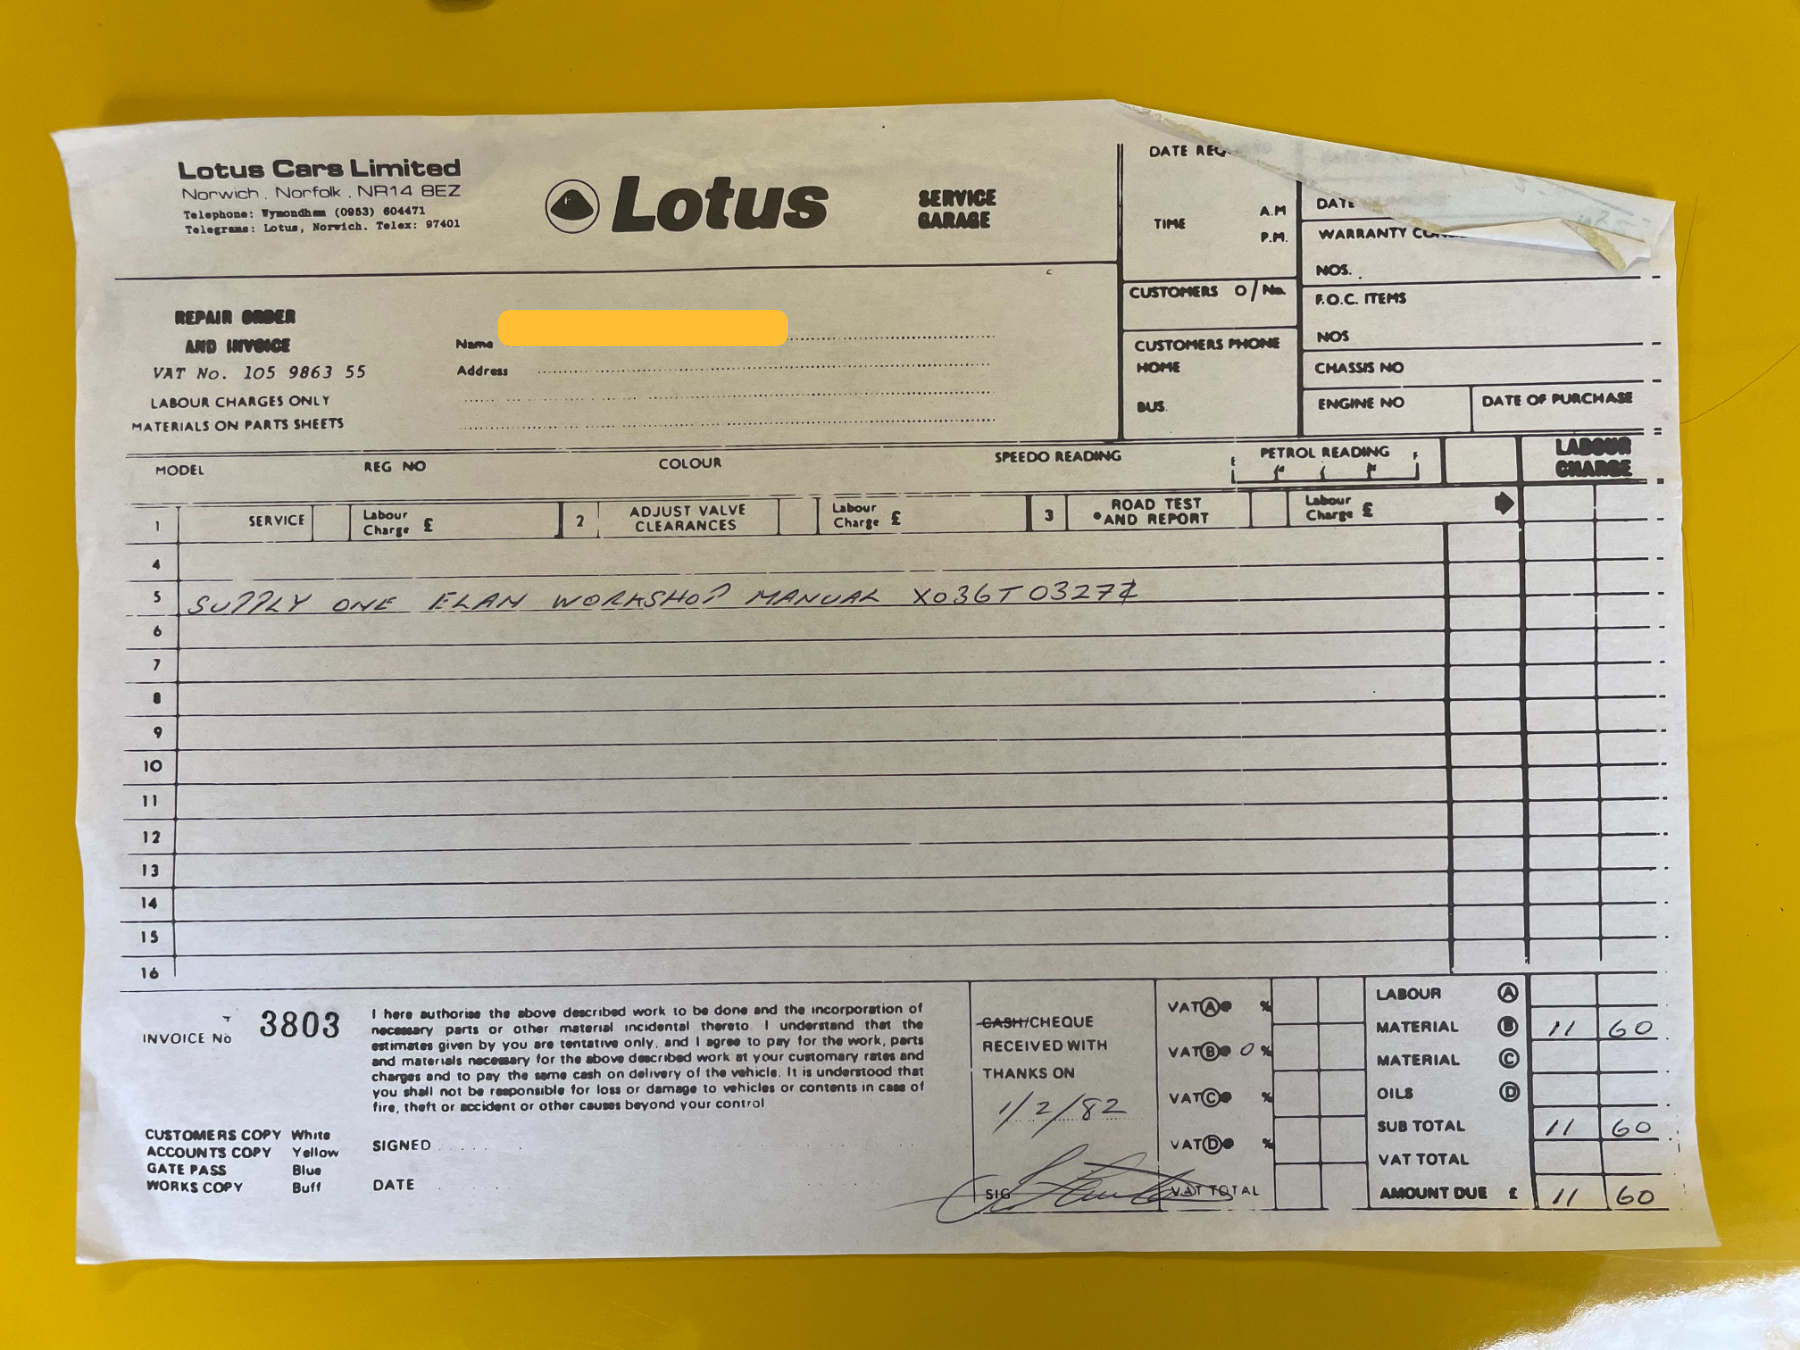 Lotus Cars Limited
Norwich . Norfolk . NR14 8EZ
Telephone: Wymondham (0953) 604471
Telegrams: Lotus, Norwich. Telex: 97401
Lotus
SERVICE
GARAGE
DATE REQ
TIME A.M
P.M.
CUSTOMERS O/No.
CUSTOMERS PHONE
HOME
BUS.
DATE
WARRANTY
NOS.
F.O.C. ITEMS
NOS
CHASSIS NO
ENGINE NO
DATE OF PURCHASE
REPAIR ORDER
AND INVOICE
VAT No. 105 9863 55
LABOUR CHARGES ONLY
MATERIALS ON PARTS SHEETS
Name
Address
MODEL REG NO COLOUR SPEEDO READING PETROL READING
LABOUR
CHARGE
1 SERVICE Labour Charge £ 2 ADJUST VALVE CLEARANCES Labour Charge £ 3 ROAD TEST AND REPORT Labour Charge £
4
5 SUPPLY ONE ELAN WORKSHOP MANUAL
6
7
8
9
10
11
12
13
14
15
16
INVOICE No 3803
I here authorise the above described work to be done and the incorporation of
necessary parts or other material incidental thereto. I understand that the
estimates given by you are tentative only, and I agree to pay for the work, parts
and materials necessary for the above described work at your customary rates and
charges and to pay the same cash on delivery of the vehicle. It is understood that
you shall not be responsible for loss or damage to vehicles or contents in case of
fire, theft or accident or other causes beyond your control
CUSTOMERS COPY White
ACCOUNTS COPY Yellow
GATE PASS Blue
WORKS COPY Buff
SIGNED
DATE
CASH/CHEQUE
RECEIVED WITH
THANKS ON
1/2/82
SIG
VAT A %
VAT B 0 %
VAT C %
VAT D %
VAT TOTAL
LABOUR A
MATERIAL B 11 60
MATERIAL C
OILS D
SUB TOTAL 11 60
VAT TOTAL
AMOUNT DUE £ 11 60